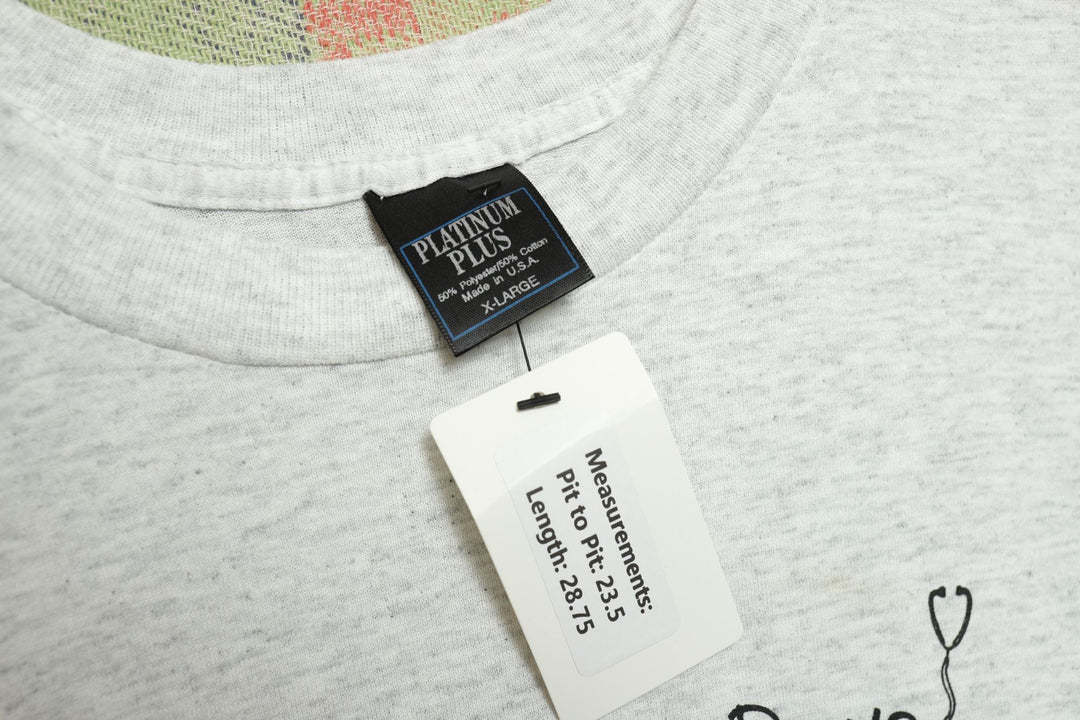 PLATINUM
PLUS
50% Polyester/50% Cotton
Made in U.S.A.
X-LARGE
Measurements:
Pit to Pit: 23.5
Length: 28.75